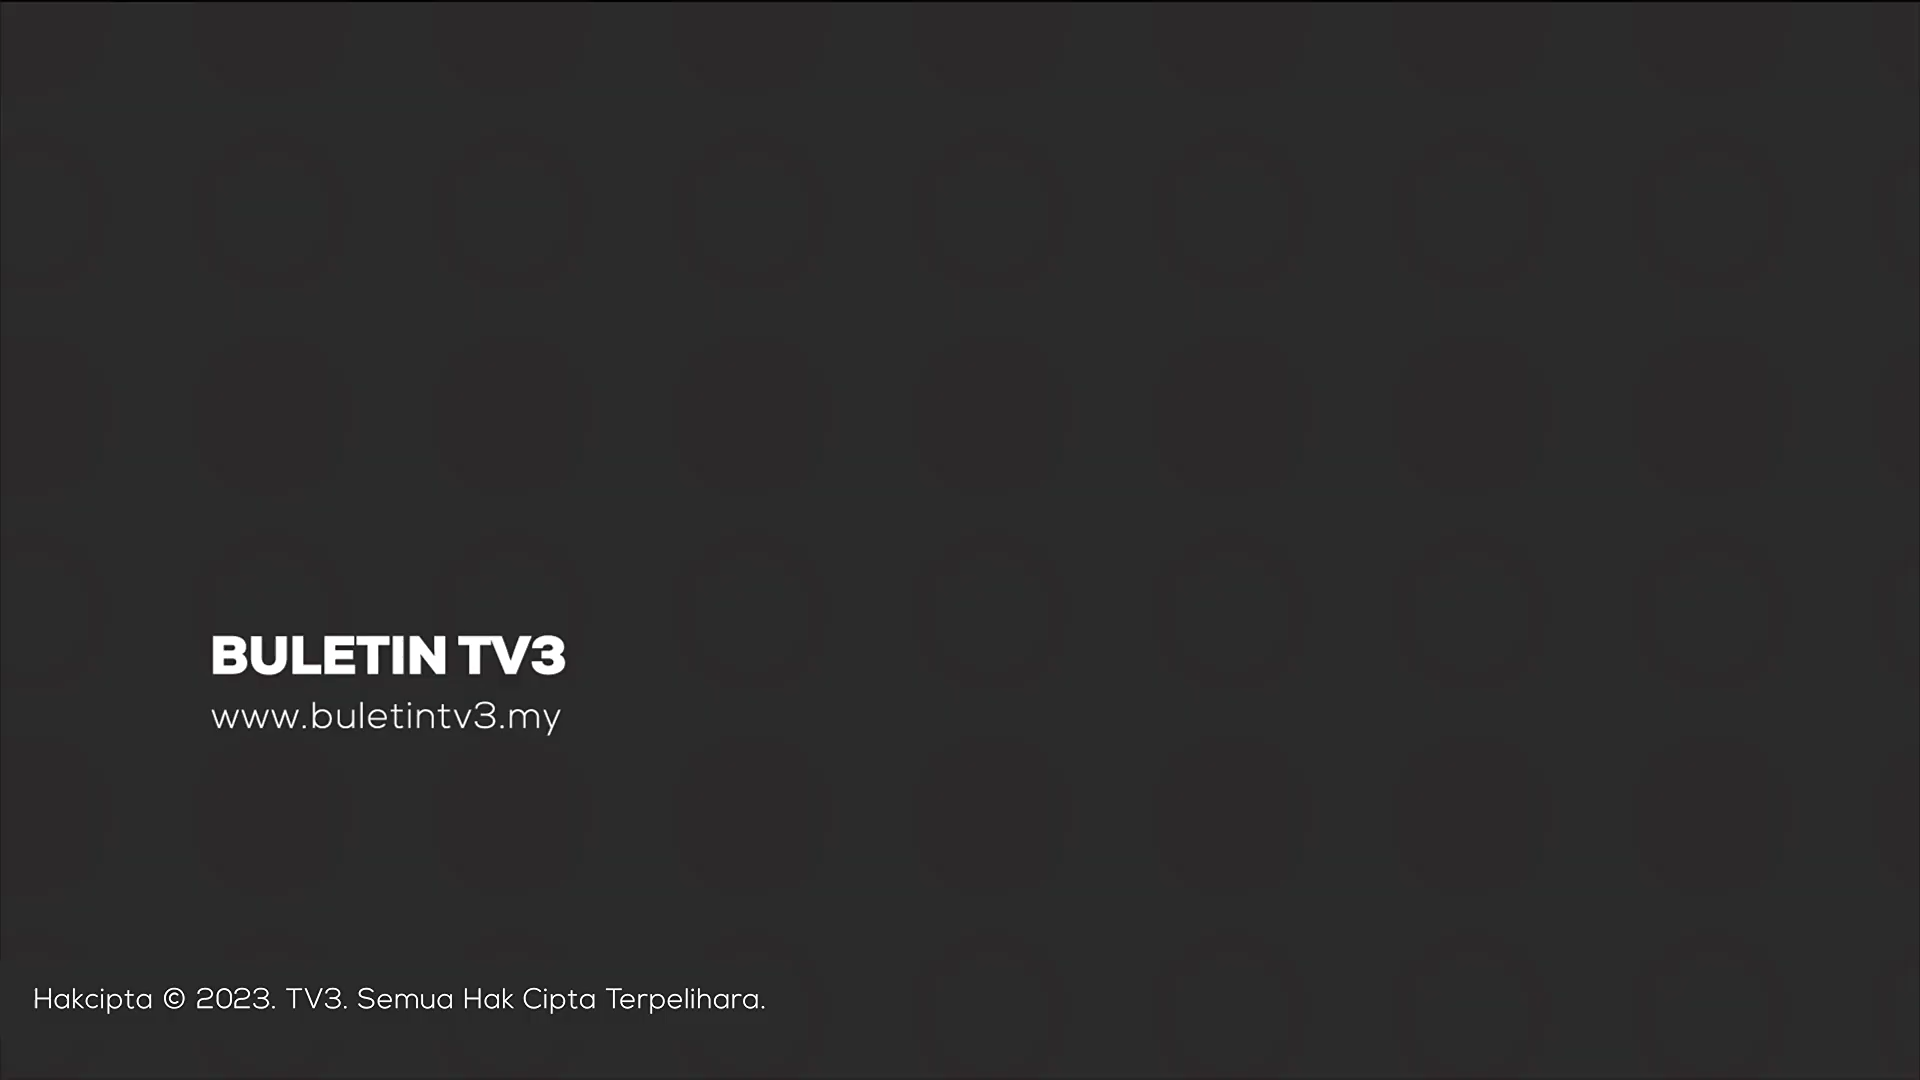 BULETIN TV3
www.buletintv3.my
Hakcipta © 2023. TV3. Semua Hak Cipta Terpelihara.